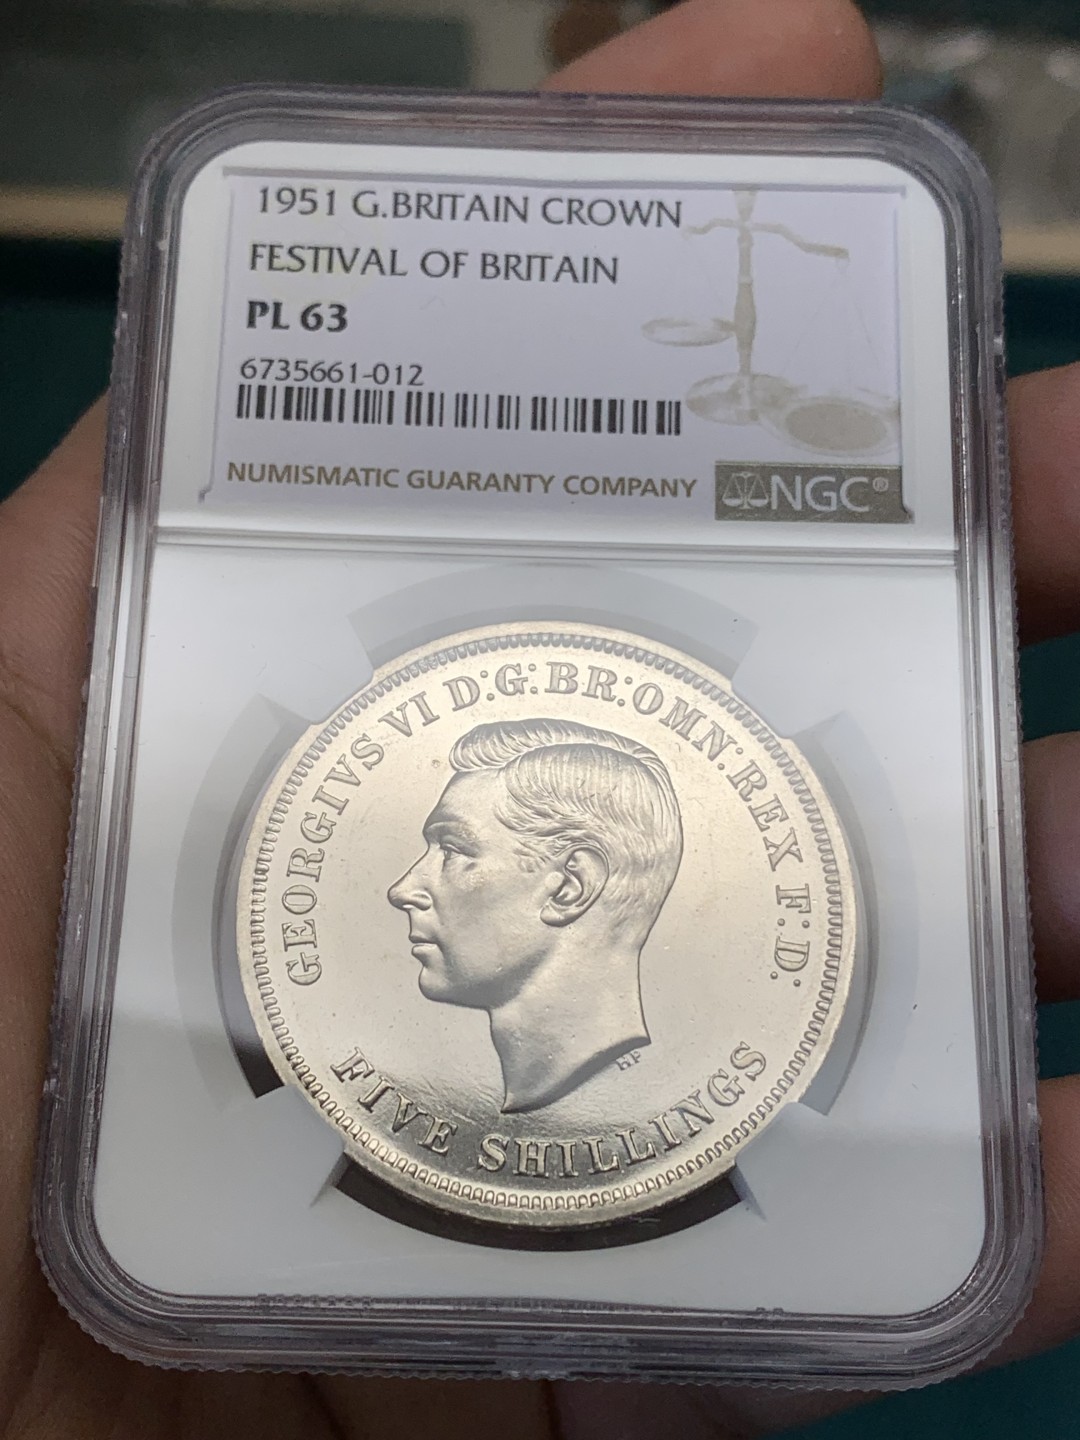 1951 G.BRITAIN CROWN
FESTIVAL OF BRITAIN
PL 63
6735661-012
NUMISMATIC GUARANTY COMPANY
NGC®
GEORGIVS VI D:G:BR:OMN:REX F:D:
HP
FIVE SHILLINGS